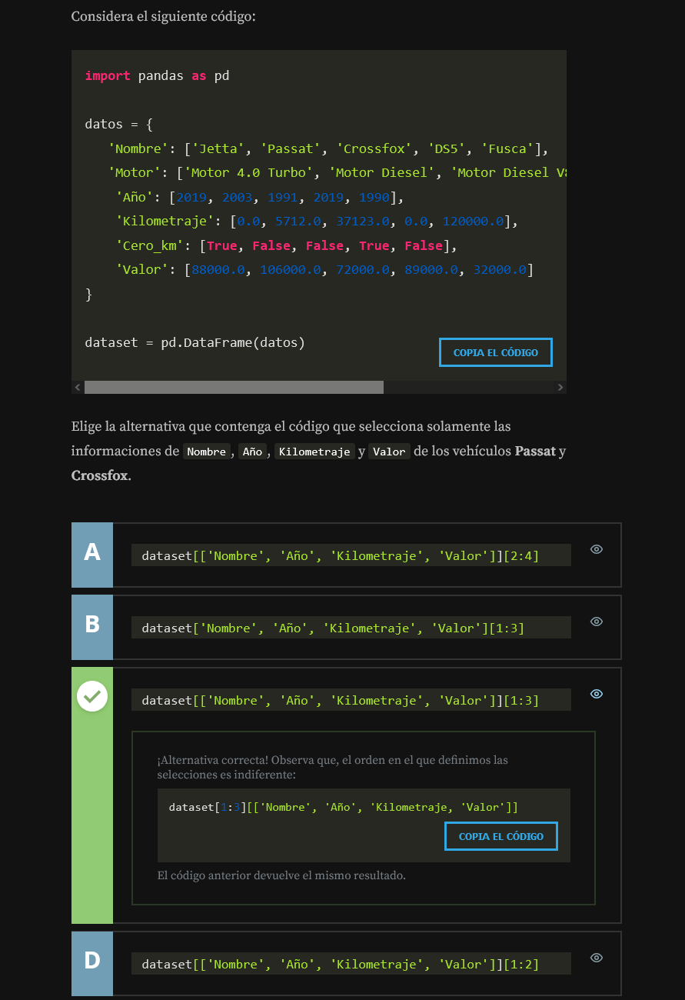 Considera el siguiente código:
import pandas as pd
datos = {
'Nombre': ['Jetta', 'Passat', 'Crossfox', 'DS5', 'Fusca'],
'Motor': ['Motor 4.0 Turbo', 'Motor Diesel', 'Motor Diesel V8
'Año': [2019, 2003, 1991, 2019, 1990],
'Kilometraje': [0.0, 5712.0, 37123.0, 0.0, 120000.0],
'Cero_km': [True, False, False, True, False],
'Valor': [88000.0, 106000.0, 72000.0, 89000.0, 32000.0]
}
dataset = pd.DataFrame(datos)
COPIA EL CÓDIGO
Elige la alternativa que contenga el código que selecciona solamente las
informaciones de Nombre, Año, Kilometraje y Valor de los vehículos Passat y
Crossfox.
A
dataset[['Nombre', 'Año', 'Kilometraje', 'Valor']][2:4]
B
dataset['Nombre', 'Año', 'Kilometraje', 'Valor'][1:3]
dataset[['Nombre', 'Año', 'Kilometraje', 'Valor']][1:3]
¡Alternativa correcta! Observa que, el orden en el que definimos las
selecciones es indiferente:
dataset[1:3][['Nombre', 'Año', 'Kilometraje, 'Valor']]
COPIA EL CÓDIGO
El código anterior devuelve el mismo resultado.
D
dataset[['Nombre', 'Año', 'Kilometraje', 'Valor']][1:2]